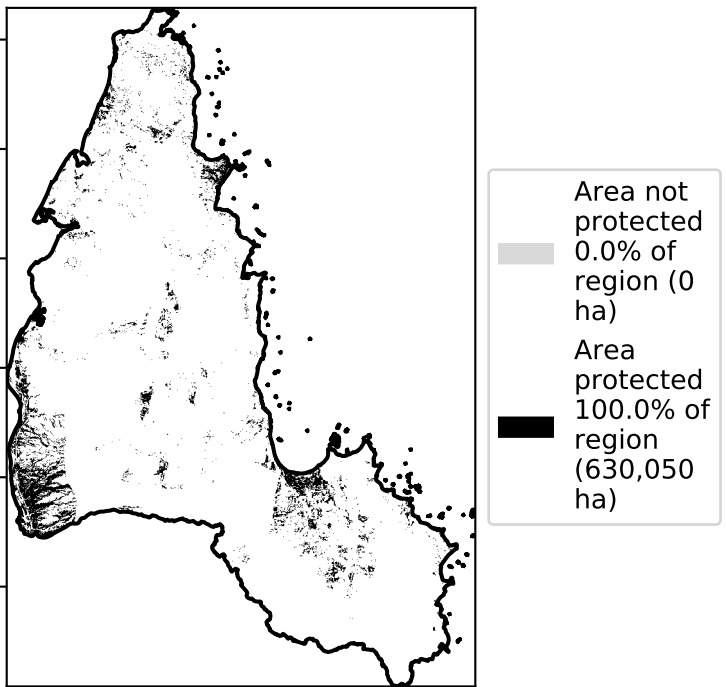 Area not
protected
0.0% of
region (0
ha)
Area
protected
100.0% of
region
(630,050
ha)